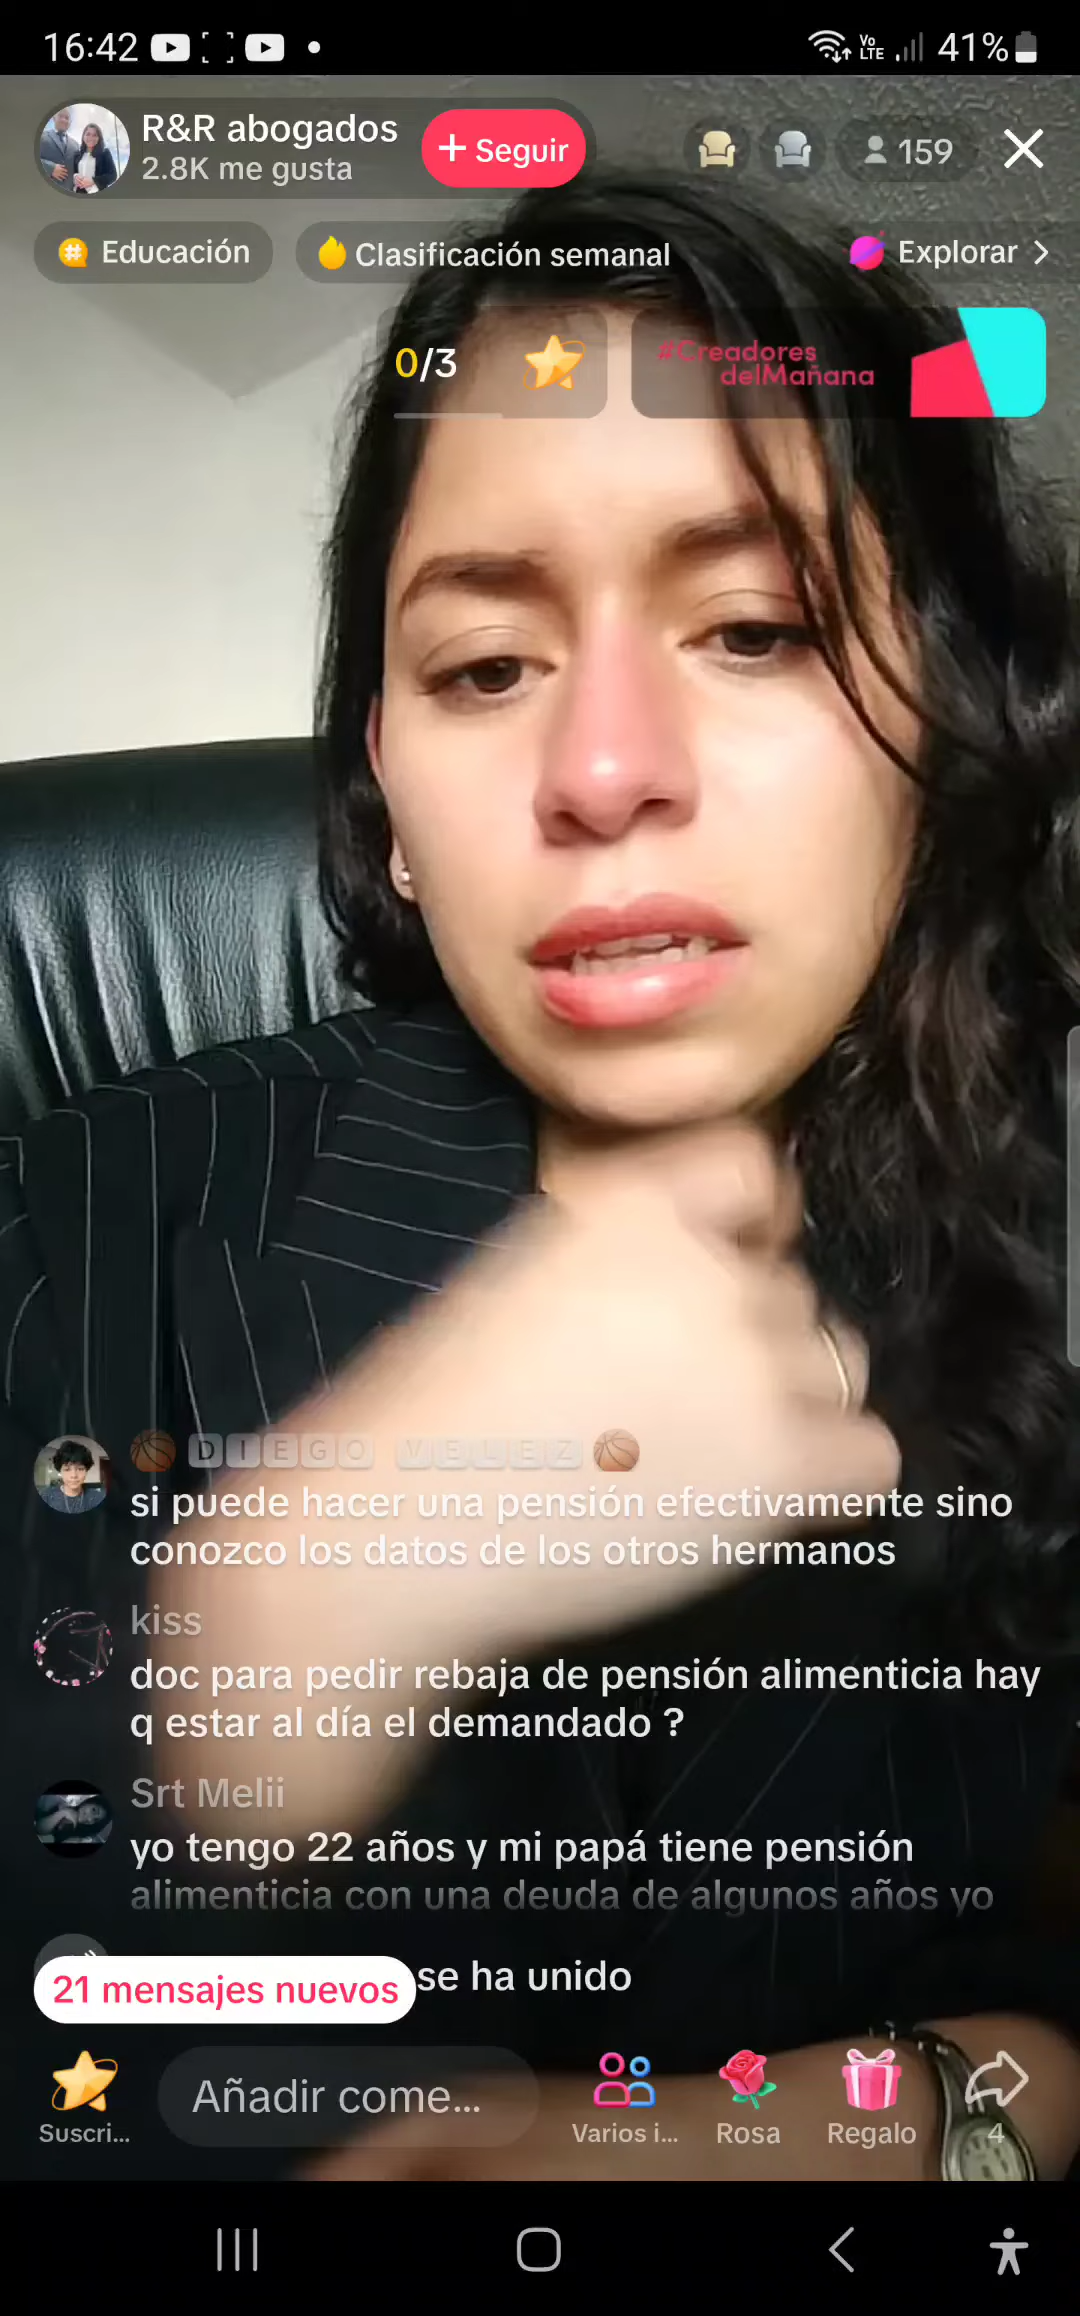 16:42
Vo LTE 41%
R&R abogados
2.8K me gusta
+ Seguir
159
Educación
Clasificación semanal
Explorar >
0/3
#Creadores
delMañana
🏀 DIEGO VELEZ 🏀
si puede hacer una pensión efectivamente sino
conozco los datos de los otros hermanos
kiss
doc para pedir rebaja de pensión alimenticia hay
q estar al día el demandado ?
Srt Melii
yo tengo 22 años y mi papá tiene pensión
alimenticia con una deuda de algunos años yo
21 mensajes nuevos
se ha unido
Añadir come...
Suscri...
Varios i...
Rosa
Regalo
4